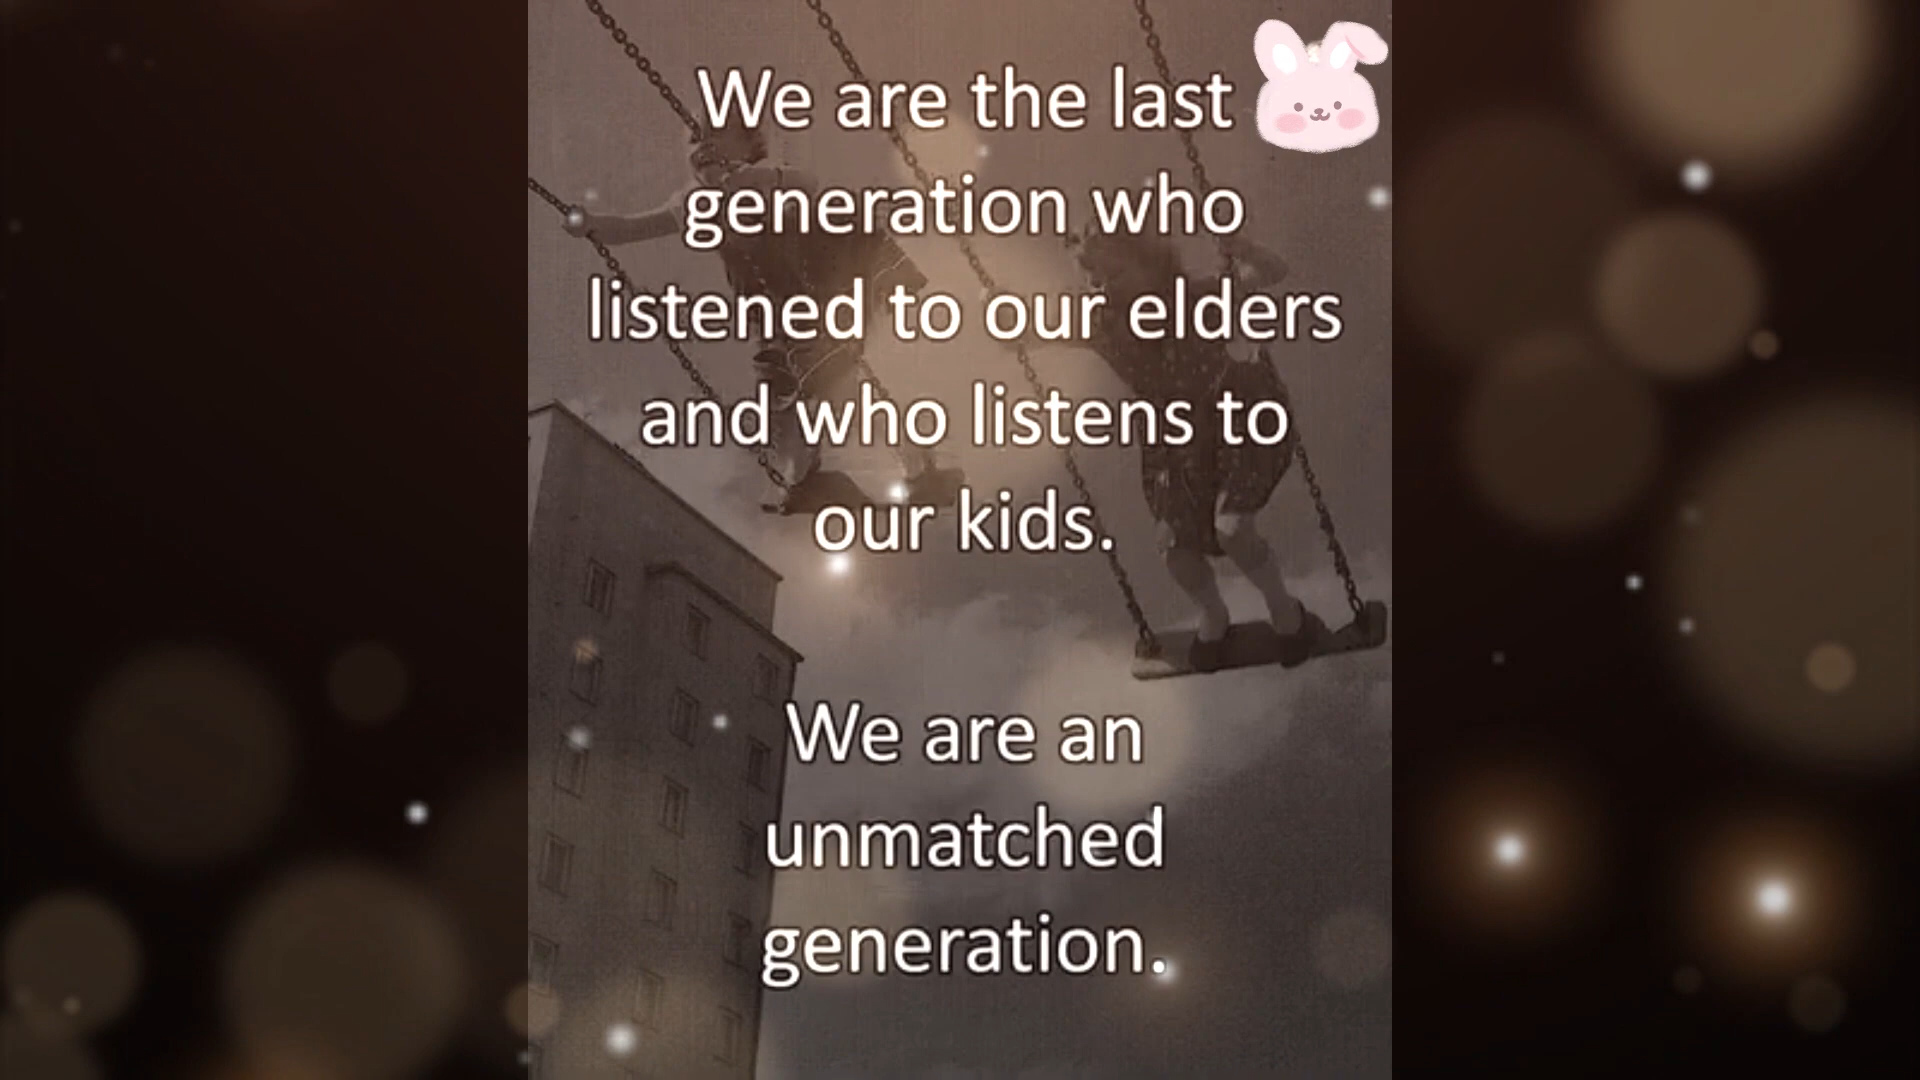 We are the last
generation who
listened to our elders
and who listens to
our kids.
We are an
unmatched
generation.